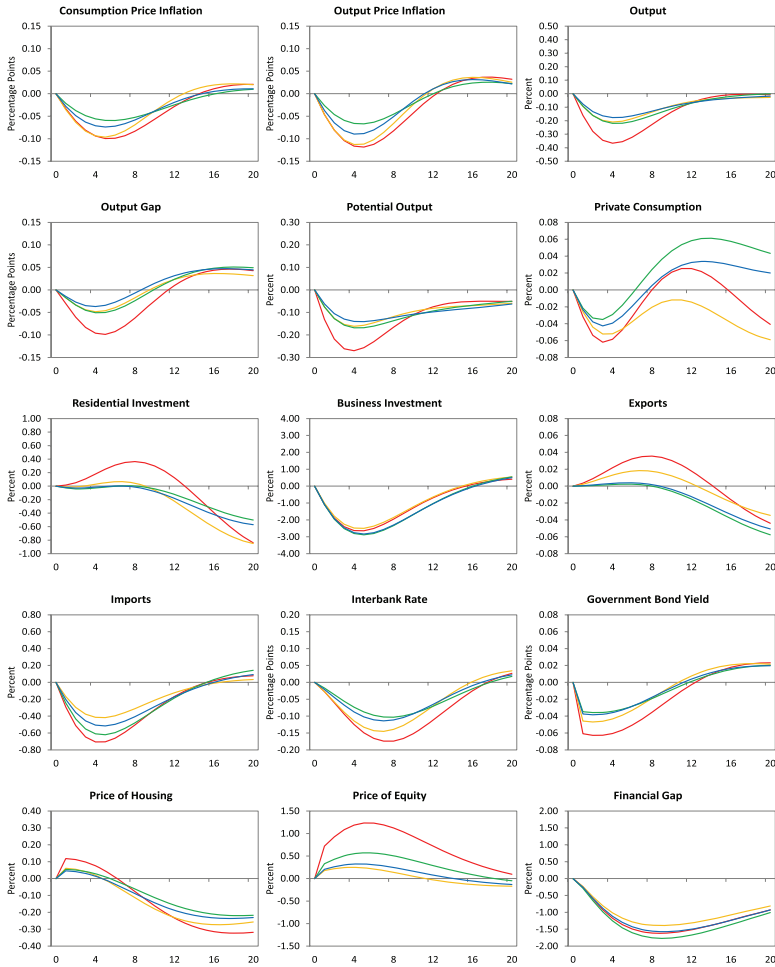 Consumption Price Inflation
Percentage Points
0.15
0.10
0.05
0.00
-0.05
-0.10
-0.15
0 4 8 12 16 20
Output Price Inflation
Percentage Points
0.15
0.10
0.05
0.00
-0.05
-0.10
-0.15
0 4 8 12 16 20
Output
Percent
0.50
0.40
0.30
0.20
0.10
0.00
-0.10
-0.20
-0.30
-0.40
-0.50
0 4 8 12 16 20
Output Gap
Percentage Points
0.15
0.10
0.05
0.00
-0.05
-0.10
-0.15
0 4 8 12 16 20
Potential Output
Percent
0.30
0.20
0.10
0.00
-0.10
-0.20
-0.30
0 4 8 12 16 20
Private Consumption
Percent
0.08
0.06
0.04
0.02
0.00
-0.02
-0.04
-0.06
-0.08
0 4 8 12 16 20
Residential Investment
Percent
1.00
0.80
0.60
0.40
0.20
0.00
-0.20
-0.40
-0.60
-0.80
-1.00
0 4 8 12 16 20
Business Investment
Percent
4.00
3.00
2.00
1.00
0.00
-1.00
-2.00
-3.00
-4.00
0 4 8 12 16 20
Exports
Percent
0.08
0.06
0.04
0.02
0.00
-0.02
-0.04
-0.06
-0.08
0 4 8 12 16 20
Imports
Percent
0.80
0.60
0.40
0.20
0.00
-0.20
-0.40
-0.60
-0.80
0 4 8 12 16 20
Interbank Rate
Percent
0.20
0.15
0.10
0.05
0.00
-0.05
-0.10
-0.15
-0.20
0 4 8 12 16 20
Government Bond Yield
Percent
0.08
0.06
0.04
0.02
0.00
-0.02
-0.04
-0.06
-0.08
0 4 8 12 16 20
Price of Housing
Percent
0.40
0.30
0.20
0.10
0.00
-0.10
-0.20
-0.30
-0.40
0 4 8 12 16 20
Price of Equity
Percent
1.50
1.00
0.50
0.00
-0.50
-1.00
-1.50
0 4 8 12 16 20
Financial Gap
Percent
2.00
1.50
1.00
0.50
0.00
-0.50
-1.00
-1.50
-2.00
0 4 8 12 16 20